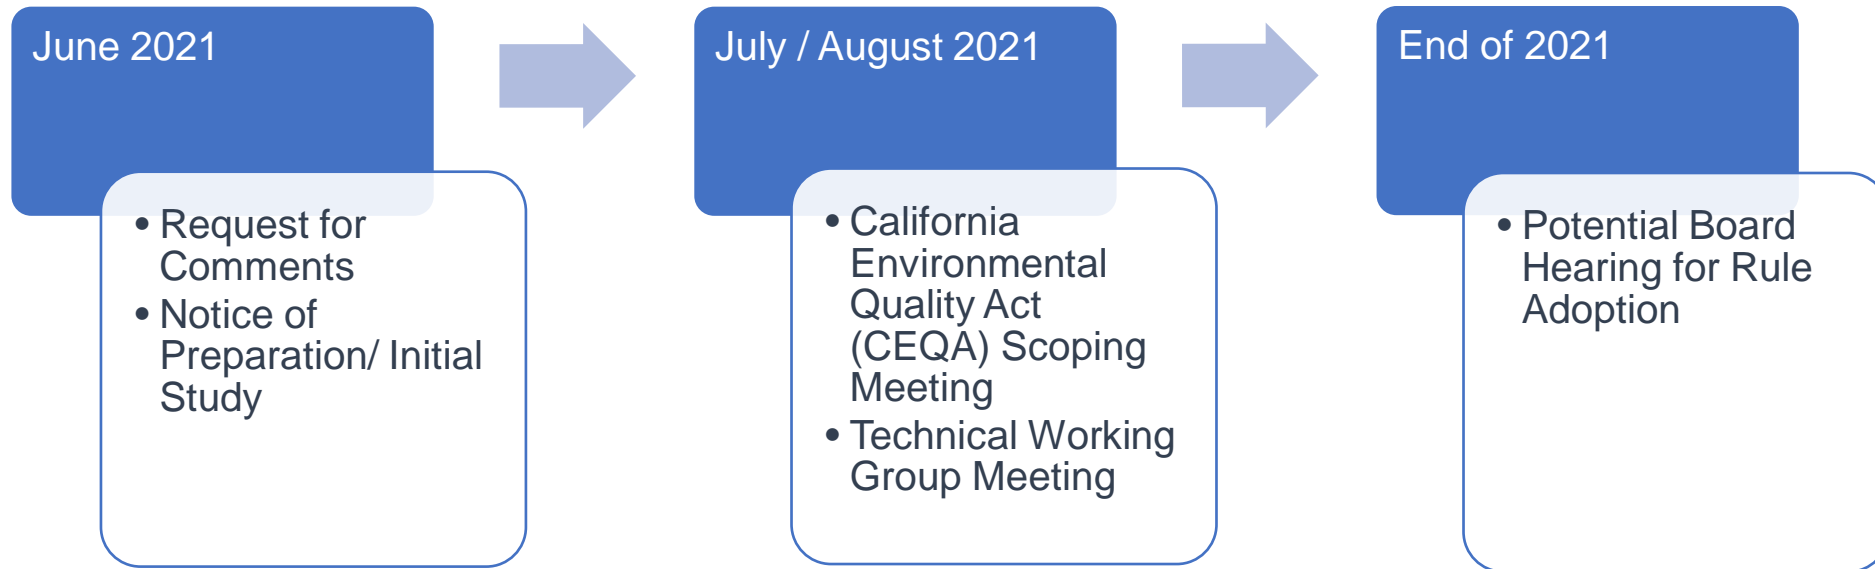 June 2021
• Request for
Comments
• Notice of
Preparation/ Initial
Study
July / August 2021
• California
Environmental
Quality Act
(CEQA) Scoping
Meeting
• Technical Working
Group Meeting
End of 2021
• Potential Board
Hearing for Rule
Adoption